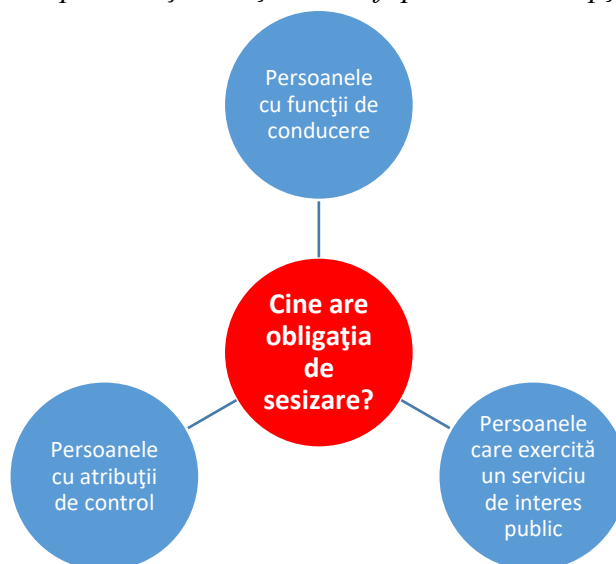 Persoanele
cu funcţii de
conducere
Cine are
obligaţia
de
sesizare?
Persoanele
cu atribuţii
de control
Persoanele
care exercită
un serviciu
de interes
public